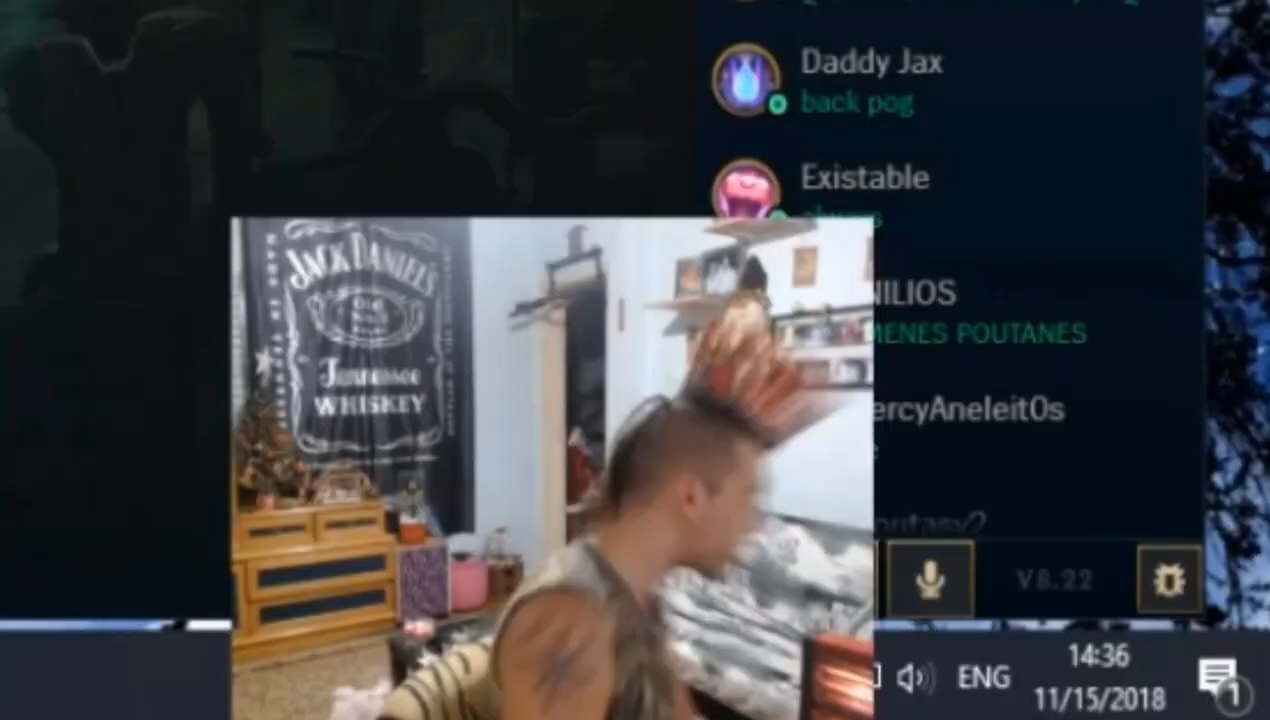 Daddy Jax
back pog
Existable
NILIOS
MENES POUTANES
ercyAneleit0s
V8.22
JACK DANIEL'S
Old
Tennessee
WHISKEY
ENG
14:36
11/15/2018
1